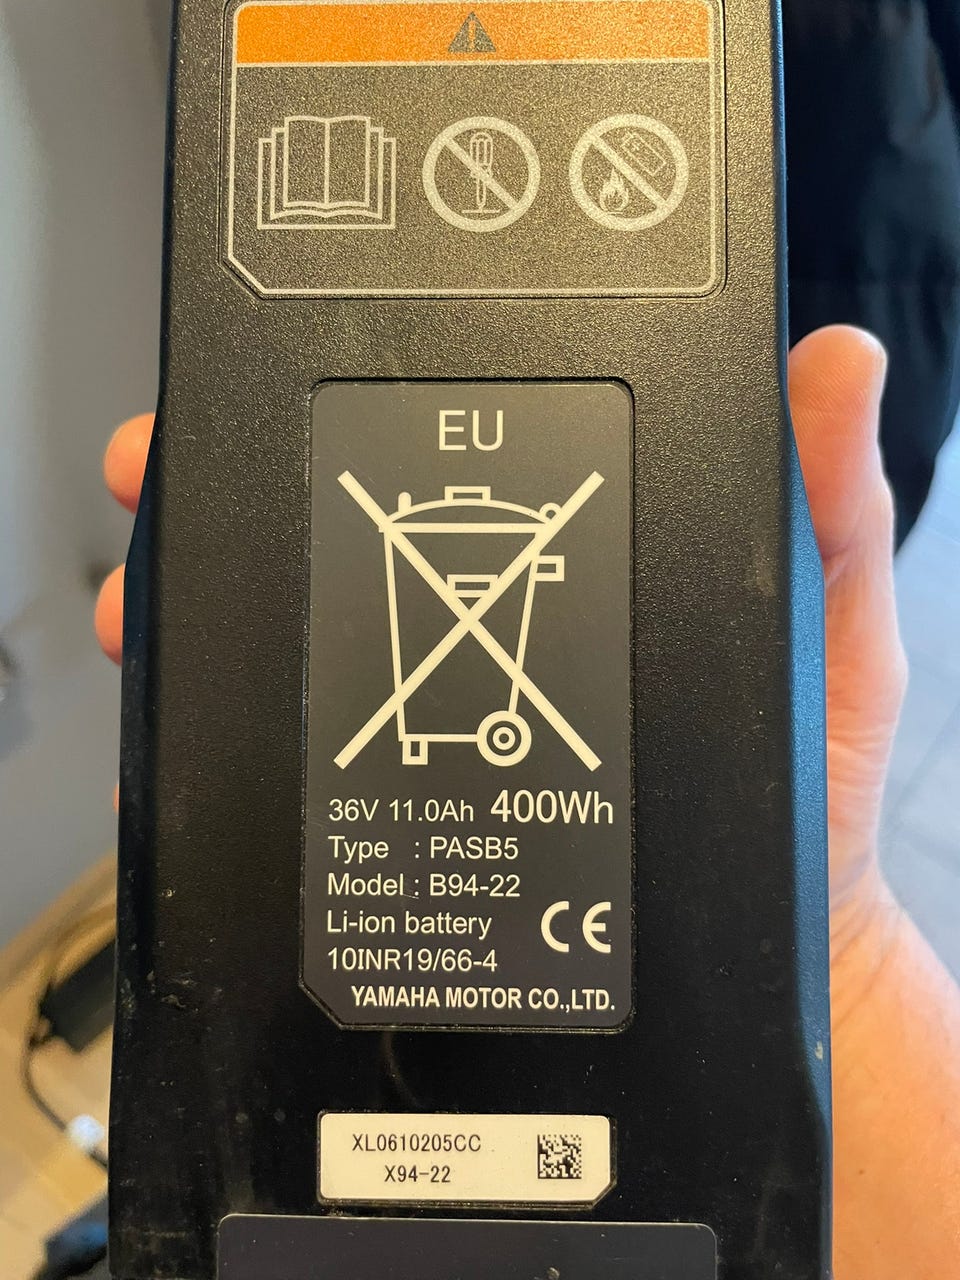 EU
36V 11.0Ah 400Wh
Type : PASB5
Model : B94-22
Li-ion battery
CE
10INR19/66-4
YAMAHA MOTOR CO.,LTD.
XL0610205CC
X94-22